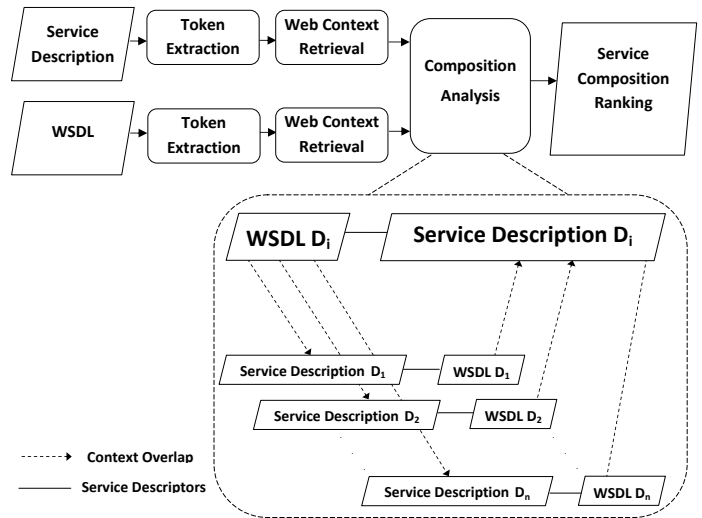 Service
Description
Token
Extraction
Web Context
Retrieval
Composition
Analysis
Service
Composition
Ranking
WSDL
Token
Extraction
Web Context
Retrieval
WSDL Di
Service Description Di
Service Description D1
WSDL D1
Service Description D2
WSDL D2
Service Description Dn
WSDL Dn
Context Overlap
Service Descriptors